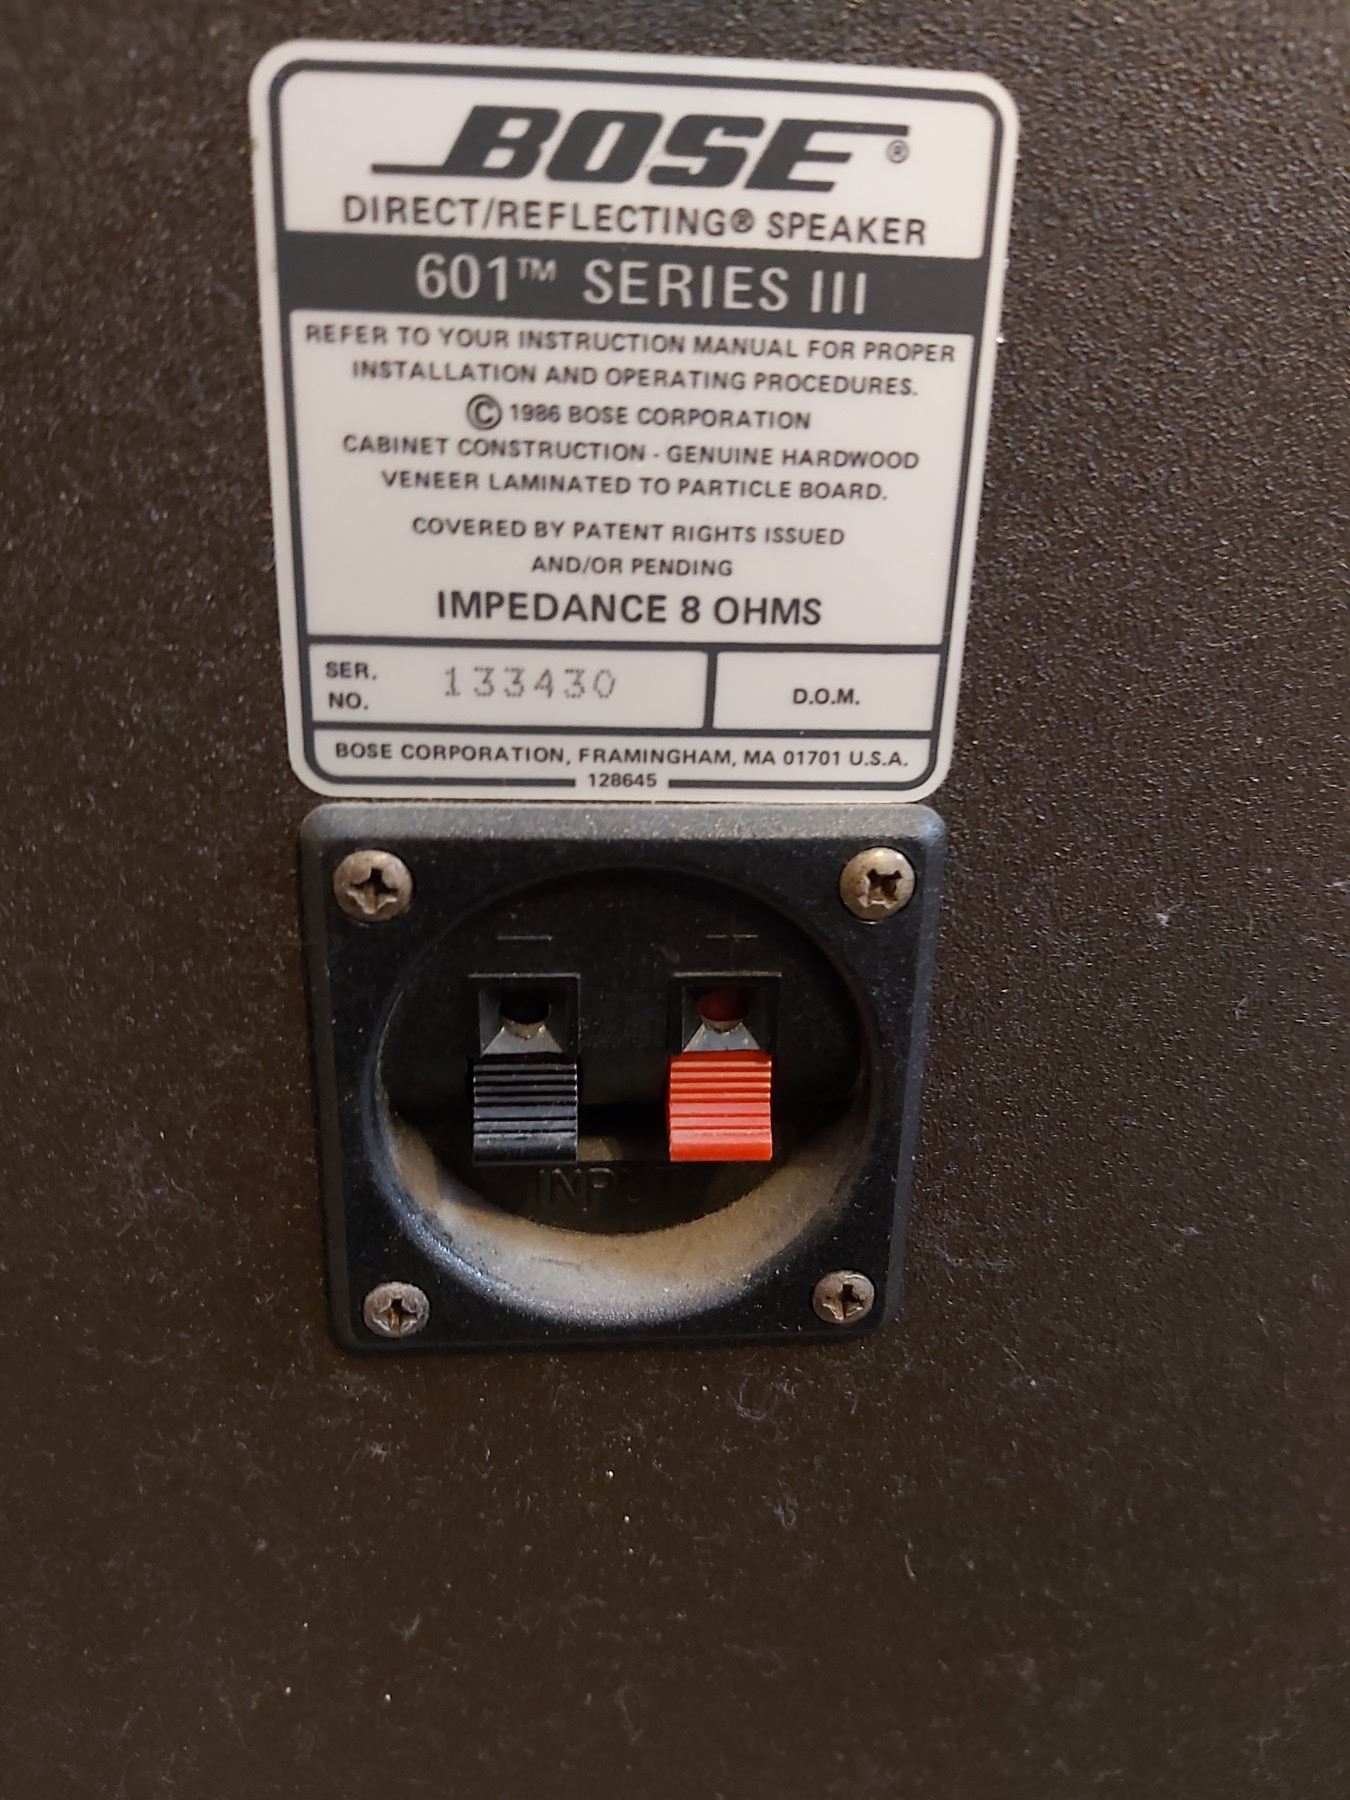 BOSE®
DIRECT/REFLECTING® SPEAKER
601™ SERIES III
REFER TO YOUR INSTRUCTION MANUAL FOR PROPER
INSTALLATION AND OPERATING PROCEDURES.
© 1986 BOSE CORPORATION
CABINET CONSTRUCTION - GENUINE HARDWOOD
VENEER LAMINATED TO PARTICLE BOARD.
COVERED BY PATENT RIGHTS ISSUED
AND/OR PENDING
IMPEDANCE 8 OHMS
SER. NO. 133430
D.O.M.
BOSE CORPORATION, FRAMINGHAM, MA 01701 U.S.A.
128645
— +
INPUT